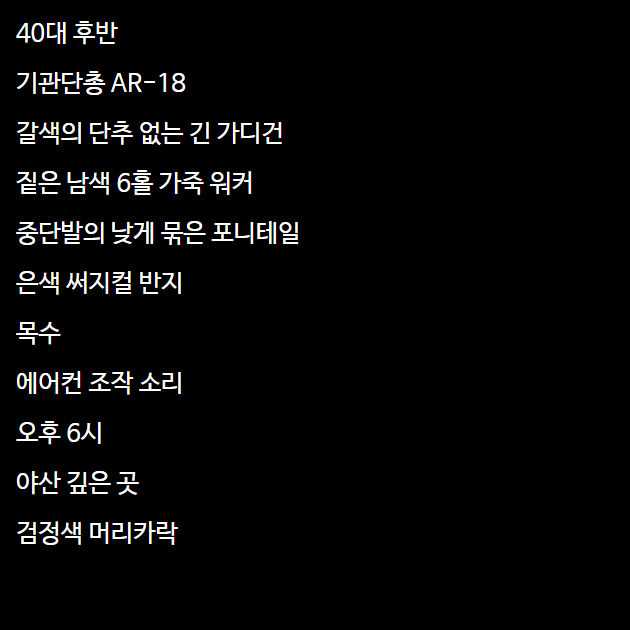 40대 후반
기관단총 AR-18
갈색의 단추 없는 긴 가디건
짙은 남색 6홀 가죽 워커
중단발의 낮게 묶은 포니테일
은색 써지컬 반지
목수
에어컨 조작 소리
오후 6시
야산 깊은 곳
검정색 머리카락